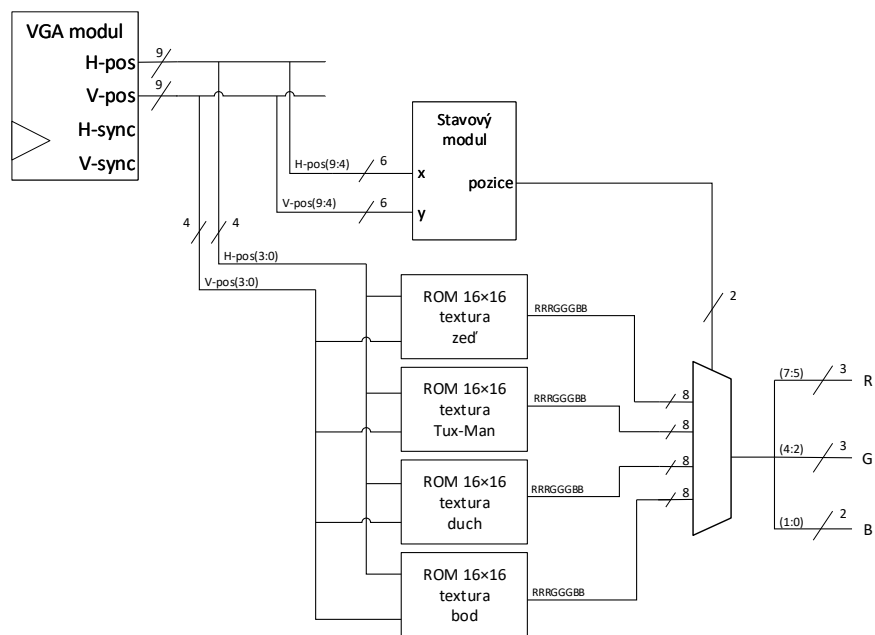 VGA modul
H-pos
V-pos
H-sync
V-sync
9
9
Stavový
modul
x
y
pozice
H-pos(9:4)
6
V-pos(9:4)
6
4
4
H-pos(3:0)
V-pos(3:0)
2
ROM 16×16
textura
zeď
RRRGGGBB
8
ROM 16×16
textura
Tux-Man
RRRGGGBB
8
ROM 16×16
textura
duch
RRRGGGBB
8
ROM 16×16
textura
bod
RRRGGGBB
8
(7:5)
3
R
(4:2)
3
G
(1:0)
2
B